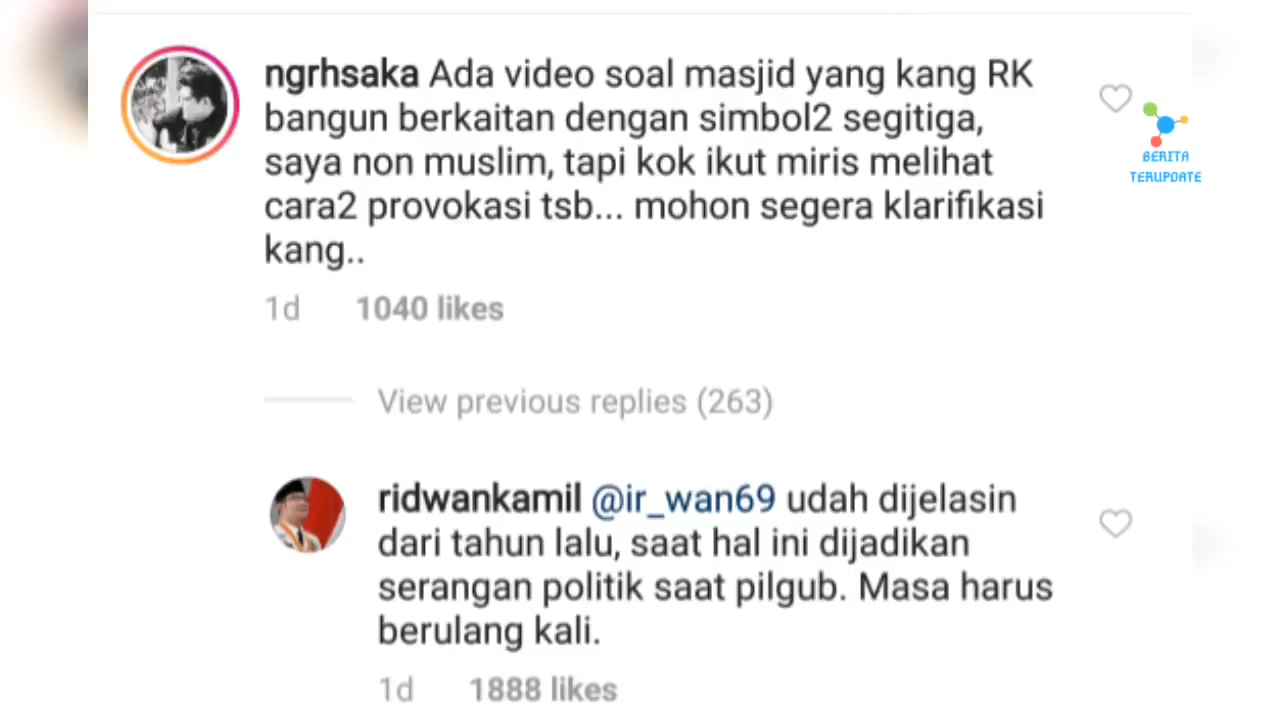 ngrhsaka Ada video soal masjid yang kang RK
bangun berkaitan dengan simbol2 segitiga,
saya non muslim, tapi kok ikut miris melihat
cara2 provokasi tsb... mohon segera klarifikasi
kang..
1d 1040 likes
BERITA
TERUPDATE
View previous replies (263)
ridwankamil @ir_wan69 udah dijelasin
dari tahun lalu, saat hal ini dijadikan
serangan politik saat pilgub. Masa harus
berulang kali.
1d 1888 likes